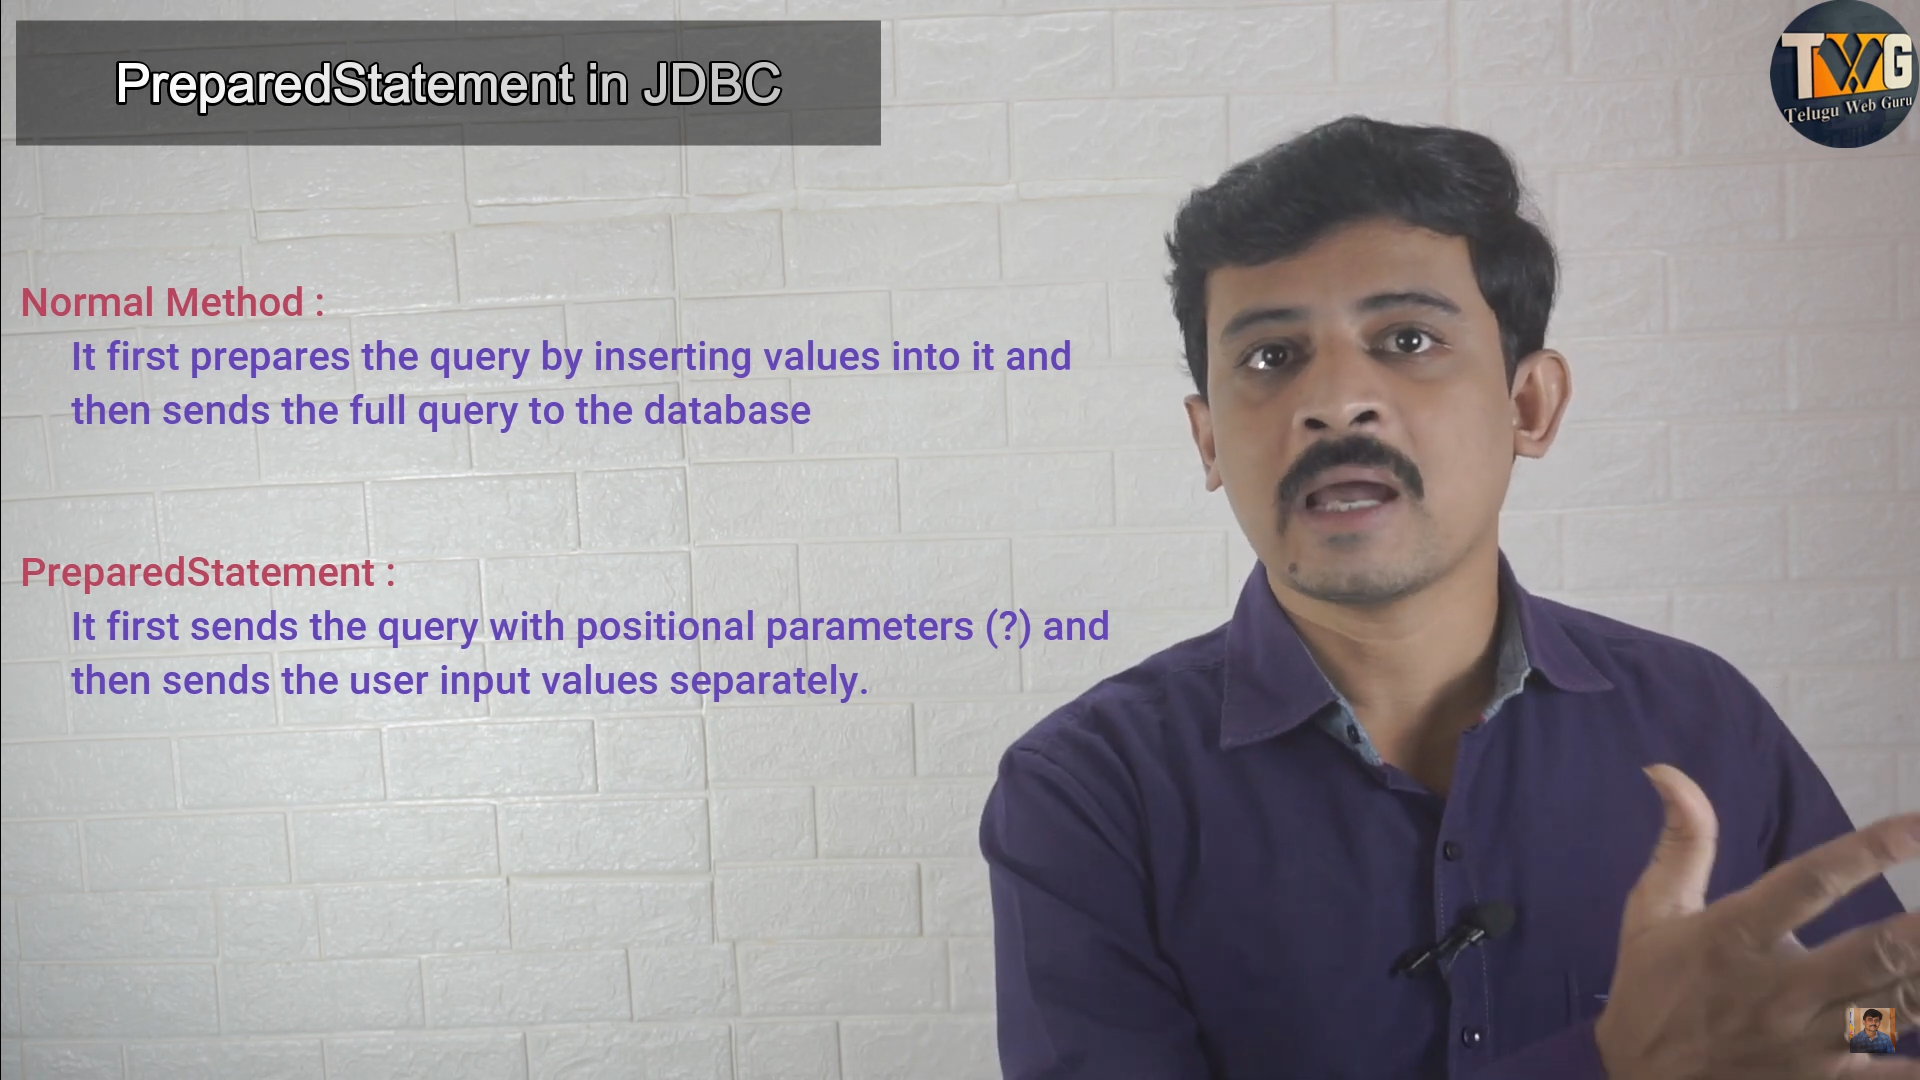 PreparedStatement in JDBC
TWG
Telugu Web Guru
Normal Method :
It first prepares the query by inserting values into it and
then sends the full query to the database
PreparedStatement :
It first sends the query with positional parameters (?) and
then sends the user input values separately.